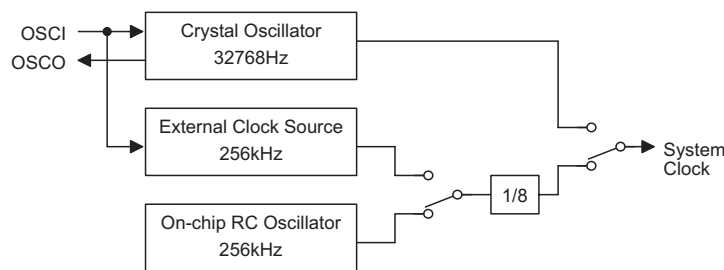 OSCI
OSCO
Crystal Oscillator
32768Hz
External Clock Source
256kHz
On-chip RC Oscillator
256kHz
1/8
System
Clock